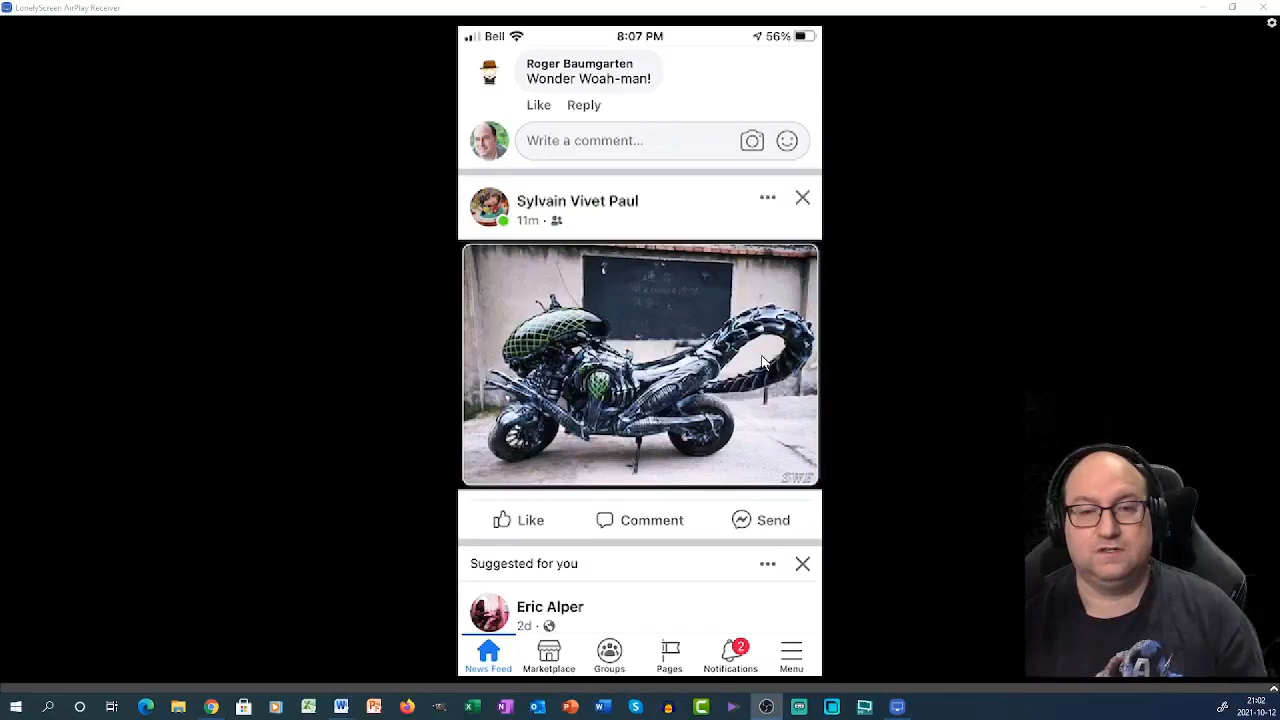 LonelyScreen AirPlay Receiver
Bell
8:07 PM
56%
Roger Baumgarten
Wonder Woah-man!
Like Reply
Write a comment...
Sylvain Vivet Paul
11m ·
SWF
Like Comment Send
Suggested for you
Eric Alper
2d ·
2
News Feed Marketplace Groups Pages Notifications Menu
21:02
2021-10-12